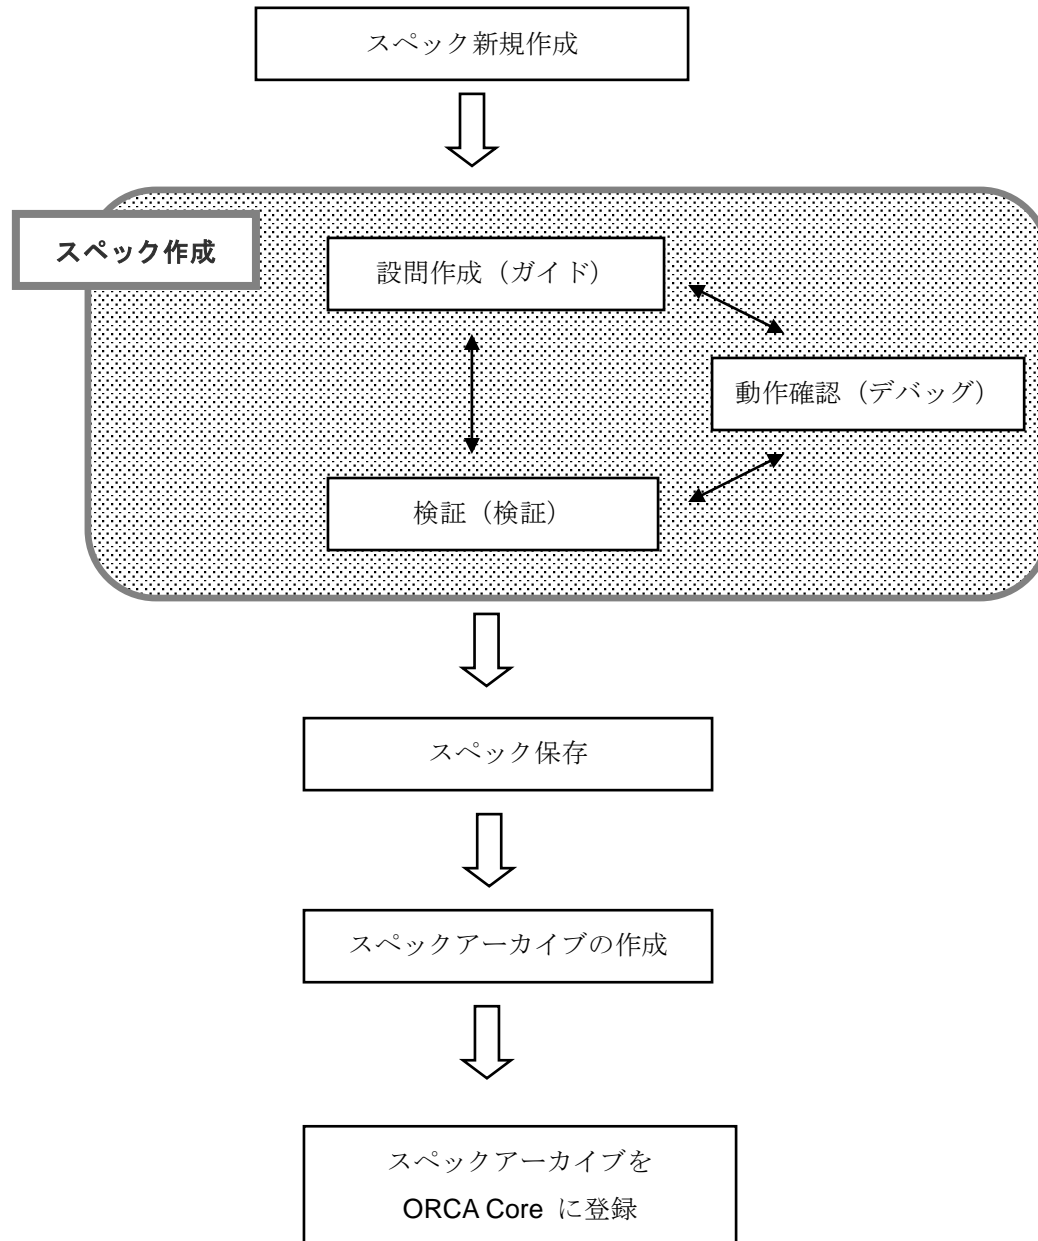 スペック新規作成
スペック作成
設問作成（ガイド）
動作確認（デバッグ）
検証（検証）
スペック保存
スペックアーカイブの作成
スペックアーカイブを
ORCA Core に登録